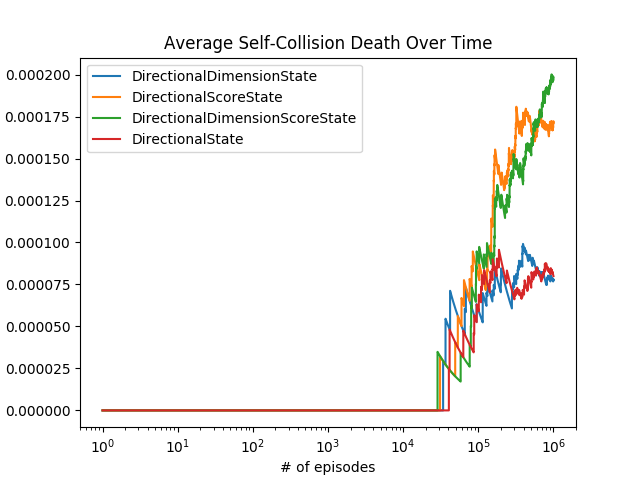 Average Self-Collision Death Over Time
DirectionalDimensionState
DirectionalScoreState
DirectionalDimensionScoreState
DirectionalState
0.000200
0.000175
0.000150
0.000125
0.000100
0.000075
0.000050
0.000025
0.000000
10⁰ 10¹ 10² 10³ 10⁴ 10⁵ 10⁶
# of episodes